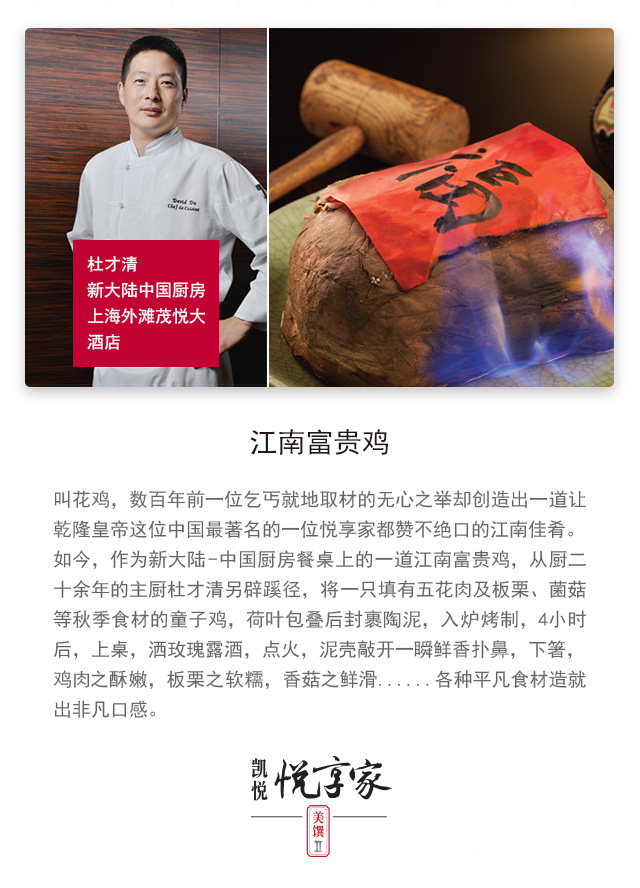 David Du
Chef de Cuisine
杜才清
新大陆中国厨房
上海外滩茂悦大
酒店
福
江南富贵鸡
叫花鸡，数百年前一位乞丐就地取材的无心之举却创造出一道让
乾隆皇帝这位中国最著名的一位悦享家都赞不绝口的江南佳肴。
如今，作为新大陆-中国厨房餐桌上的一道江南富贵鸡，从厨二
十余年的主厨杜才清另辟蹊径，将一只填有五花肉及板栗、菌菇
等秋季食材的童子鸡，荷叶包叠后封裹陶泥，入炉烤制，4小时
后，上桌，洒玫瑰露酒，点火，泥壳敲开一瞬鲜香扑鼻，下箸，
鸡肉之酥嫩，板栗之软糯，香菇之鲜滑......各种平凡食材造就
出非凡口感。
凯悦
悦享家
美馔